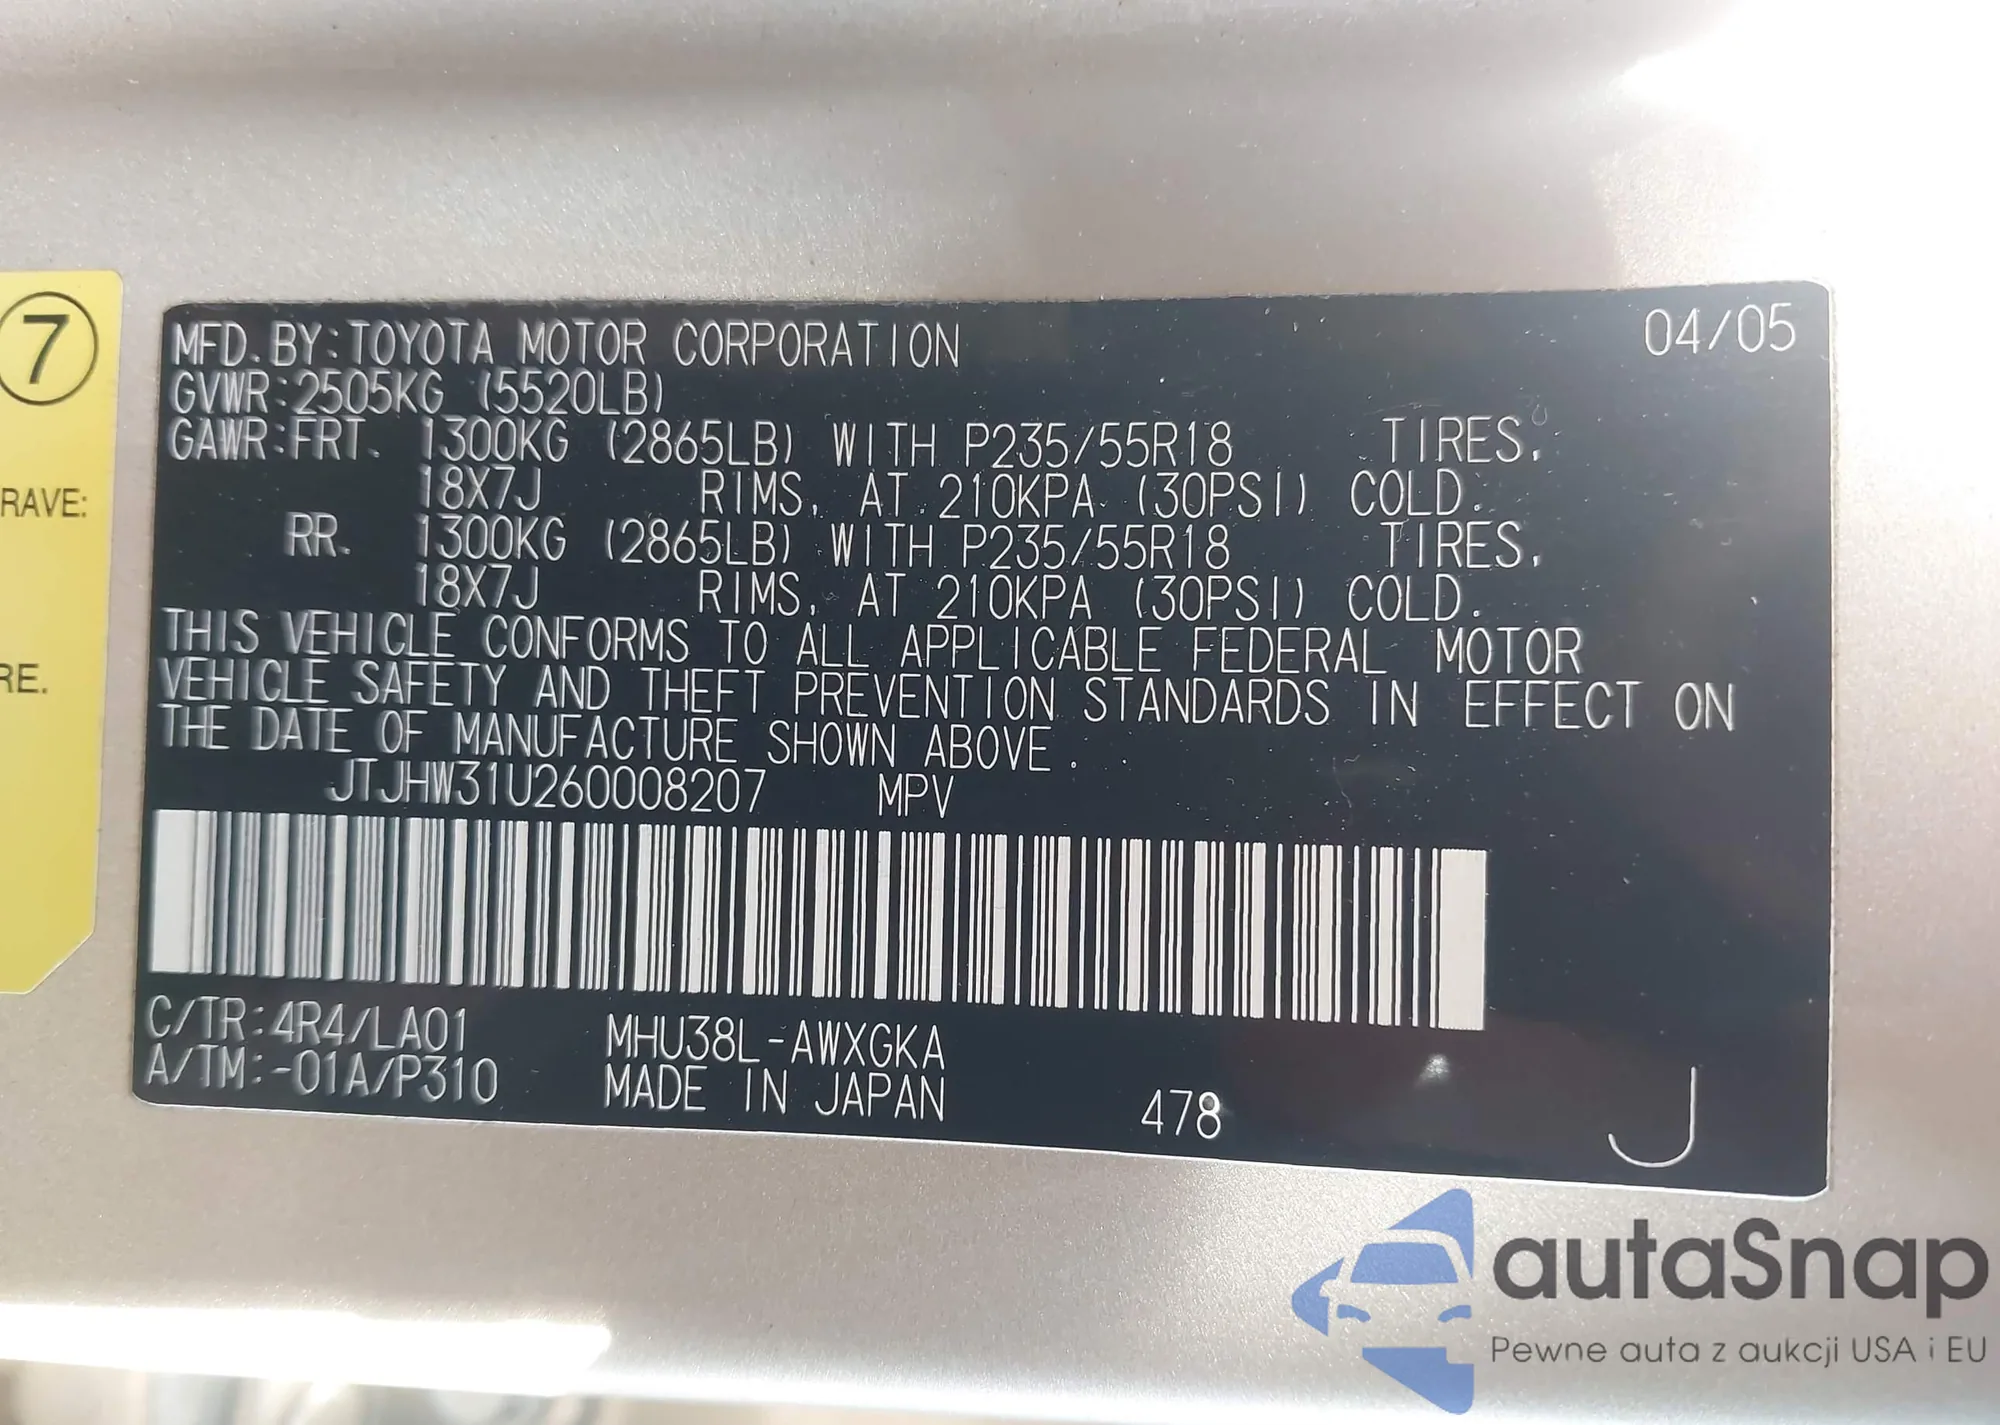 7
RAVE:
RE.
MFD. BY: TOYOTA MOTOR CORPORATION 04/05
GVWR: 2505KG (5520LB)
GAWR: FRT. 1300KG (2865LB) WITH P235/55R18 TIRES,
18X7J RIMS, AT 210KPA (30PSI) COLD.
RR. 1300KG (2865LB) WITH P235/55R18 TIRES,
18X7J RIMS, AT 210KPA (30PSI) COLD.
THIS VEHICLE CONFORMS TO ALL APPLICABLE FEDERAL MOTOR
VEHICLE SAFETY AND THEFT PREVENTION STANDARDS IN EFFECT ON
THE DATE OF MANUFACTURE SHOWN ABOVE.
JTJHW31U260008207 MPV
C/TR: 4R4/LA01 MHU38L-AWXGKA
A/TM: -01A/P310 MADE IN JAPAN 478 J
autaSnap
Pewne auta z aukcji USA i EU